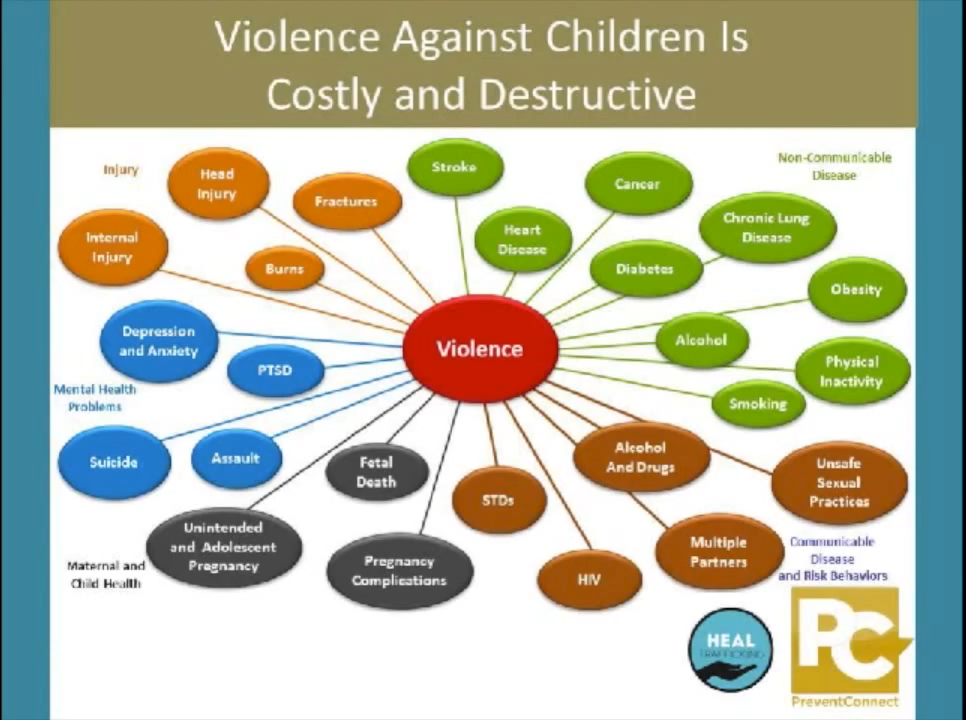 Violence Against Children Is
Costly and Destructive
Injury
Head
Injury
Fractures
Internal
Injury
Burns
Stroke
Heart
Disease
Cancer
Non-Communicable
Disease
Chronic Lung
Disease
Diabetes
Obesity
Alcohol
Physical
Inactivity
Smoking
Violence
Depression
and Anxiety
PTSD
Mental Health
Problems
Suicide
Assault
Fetal
Death
Unintended
and Adolescent
Pregnancy
Pregnancy
Complications
Maternal and
Child Health
STDs
Alcohol
And Drugs
Unsafe
Sexual
Practices
HIV
Multiple
Partners
Communicable
Disease
and Risk Behaviors
HEAL
TRAFFICKING
PC
PreventConnect